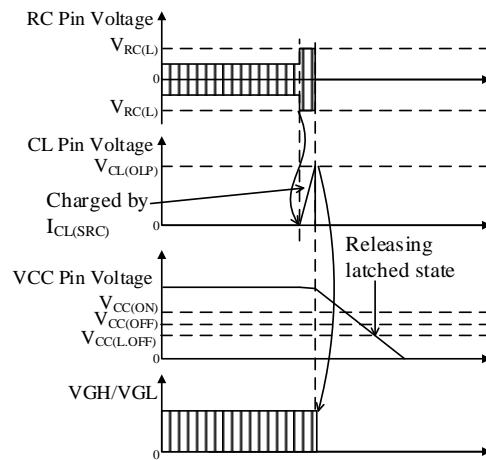 RC Pin Voltage
VRC(L)
0
VRC(L)
CL Pin Voltage
VCL(OLP)
Charged by
ICL(SRC)
0
Releasing
latched state
VCC Pin Voltage
VCC(ON)
VCC(OFF)
VCC(L.OFF)
0
VGH/VGL
0